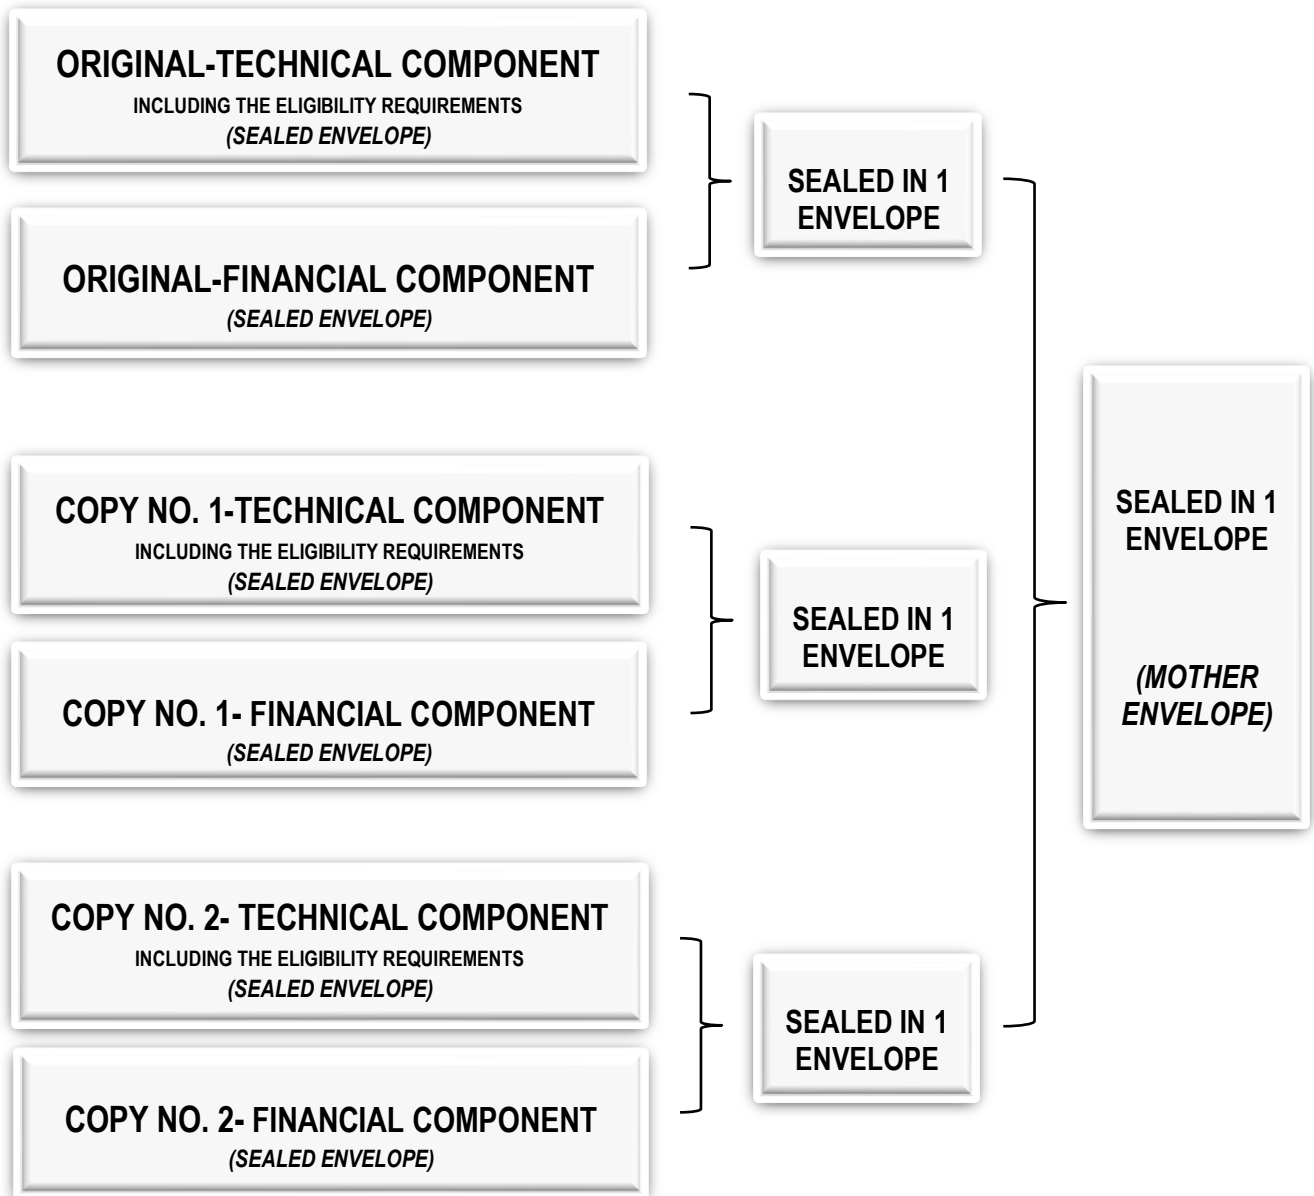 ORIGINAL-TECHNICAL COMPONENT
INCLUDING THE ELIGIBILITY REQUIREMENTS
(SEALED ENVELOPE)
ORIGINAL-FINANCIAL COMPONENT
(SEALED ENVELOPE)
SEALED IN 1
ENVELOPE
COPY NO. 1-TECHNICAL COMPONENT
INCLUDING THE ELIGIBILITY REQUIREMENTS
(SEALED ENVELOPE)
COPY NO. 1- FINANCIAL COMPONENT
(SEALED ENVELOPE)
SEALED IN 1
ENVELOPE
COPY NO. 2- TECHNICAL COMPONENT
INCLUDING THE ELIGIBILITY REQUIREMENTS
(SEALED ENVELOPE)
COPY NO. 2- FINANCIAL COMPONENT
(SEALED ENVELOPE)
SEALED IN 1
ENVELOPE
SEALED IN 1
ENVELOPE
(MOTHER
ENVELOPE)